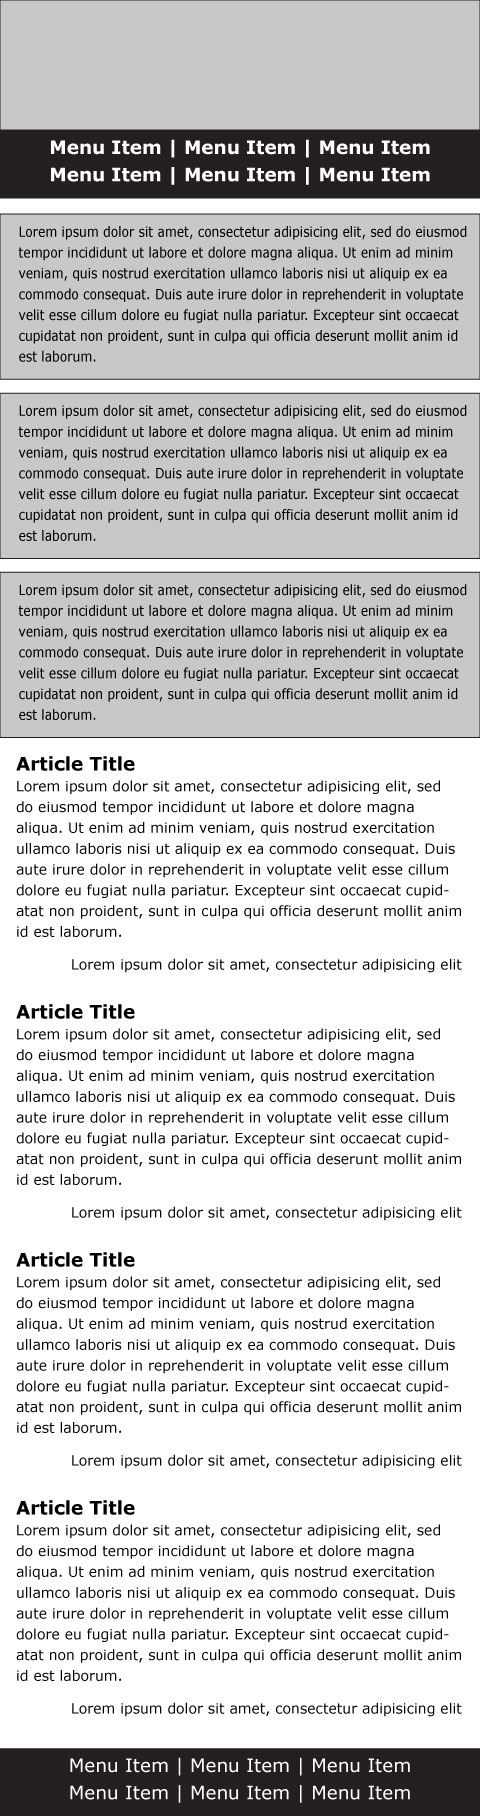 Menu Item | Menu Item | Menu Item
Menu Item | Menu Item | Menu Item
Lorem ipsum dolor sit amet, consectetur adipisicing elit, sed do eiusmod
tempor incididunt ut labore et dolore magna aliqua. Ut enim ad minim
veniam, quis nostrud exercitation ullamco laboris nisi ut aliquip ex ea
commodo consequat. Duis aute irure dolor in reprehenderit in voluptate
velit esse cillum dolore eu fugiat nulla pariatur. Excepteur sint occaecat
cupidatat non proident, sunt in culpa qui officia deserunt mollit anim id
est laborum.
Lorem ipsum dolor sit amet, consectetur adipisicing elit, sed do eiusmod
tempor incididunt ut labore et dolore magna aliqua. Ut enim ad minim
veniam, quis nostrud exercitation ullamco laboris nisi ut aliquip ex ea
commodo consequat. Duis aute irure dolor in reprehenderit in voluptate
velit esse cillum dolore eu fugiat nulla pariatur. Excepteur sint occaecat
cupidatat non proident, sunt in culpa qui officia deserunt mollit anim id
est laborum.
Lorem ipsum dolor sit amet, consectetur adipisicing elit, sed do eiusmod
tempor incididunt ut labore et dolore magna aliqua. Ut enim ad minim
veniam, quis nostrud exercitation ullamco laboris nisi ut aliquip ex ea
commodo consequat. Duis aute irure dolor in reprehenderit in voluptate
velit esse cillum dolore eu fugiat nulla pariatur. Excepteur sint occaecat
cupidatat non proident, sunt in culpa qui officia deserunt mollit anim id
est laborum.
Article Title
Lorem ipsum dolor sit amet, consectetur adipisicing elit, sed
do eiusmod tempor incididunt ut labore et dolore magna
aliqua. Ut enim ad minim veniam, quis nostrud exercitation
ullamco laboris nisi ut aliquip ex ea commodo consequat. Duis
aute irure dolor in reprehenderit in voluptate velit esse cillum
dolore eu fugiat nulla pariatur. Excepteur sint occaecat cupid-
atat non proident, sunt in culpa qui officia deserunt mollit anim
id est laborum.
Lorem ipsum dolor sit amet, consectetur adipisicing elit
Article Title
Lorem ipsum dolor sit amet, consectetur adipisicing elit, sed
do eiusmod tempor incididunt ut labore et dolore magna
aliqua. Ut enim ad minim veniam, quis nostrud exercitation
ullamco laboris nisi ut aliquip ex ea commodo consequat. Duis
aute irure dolor in reprehenderit in voluptate velit esse cillum
dolore eu fugiat nulla pariatur. Excepteur sint occaecat cupid-
atat non proident, sunt in culpa qui officia deserunt mollit anim
id est laborum.
Lorem ipsum dolor sit amet, consectetur adipisicing elit
Article Title
Lorem ipsum dolor sit amet, consectetur adipisicing elit, sed
do eiusmod tempor incididunt ut labore et dolore magna
aliqua. Ut enim ad minim veniam, quis nostrud exercitation
ullamco laboris nisi ut aliquip ex ea commodo consequat. Duis
aute irure dolor in reprehenderit in voluptate velit esse cillum
dolore eu fugiat nulla pariatur. Excepteur sint occaecat cupid-
atat non proident, sunt in culpa qui officia deserunt mollit anim
id est laborum.
Lorem ipsum dolor sit amet, consectetur adipisicing elit
Article Title
Lorem ipsum dolor sit amet, consectetur adipisicing elit, sed
do eiusmod tempor incididunt ut labore et dolore magna
aliqua. Ut enim ad minim veniam, quis nostrud exercitation
ullamco laboris nisi ut aliquip ex ea commodo consequat. Duis
aute irure dolor in reprehenderit in voluptate velit esse cillum
dolore eu fugiat nulla pariatur. Excepteur sint occaecat cupid-
atat non proident, sunt in culpa qui officia deserunt mollit anim
id est laborum.
Lorem ipsum dolor sit amet, consectetur adipisicing elit
Menu Item | Menu Item | Menu Item
Menu Item | Menu Item | Menu Item